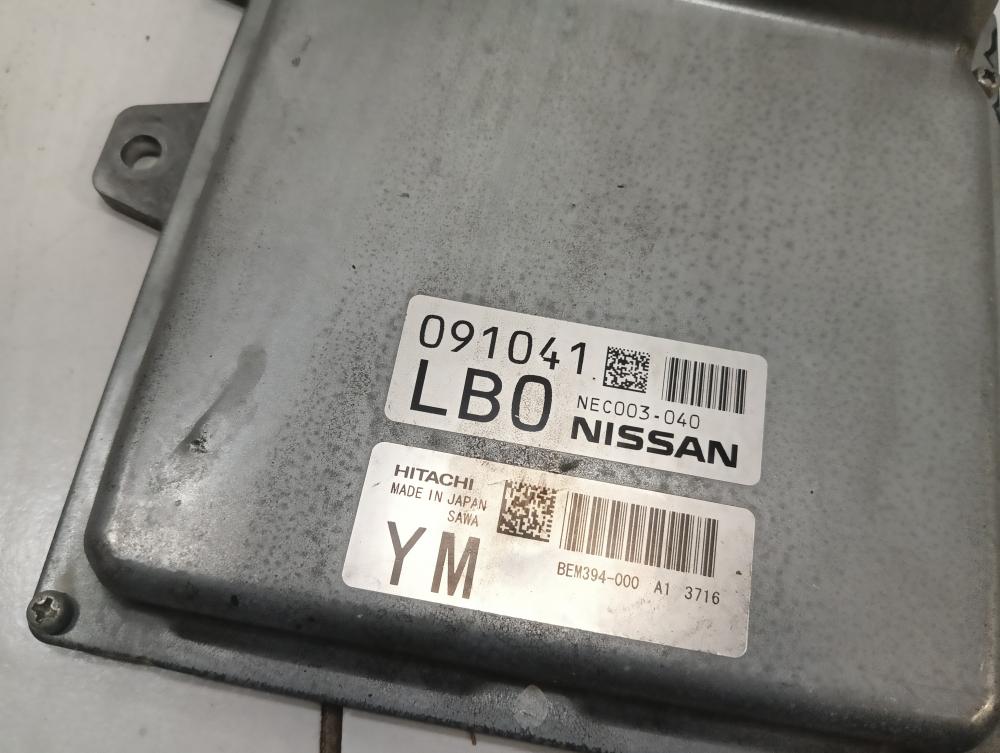 091041
LB0
NEC003-040
NISSAN
HITACHI
MADE IN JAPAN
SAWA
YM
BEM394-000 A1 3716